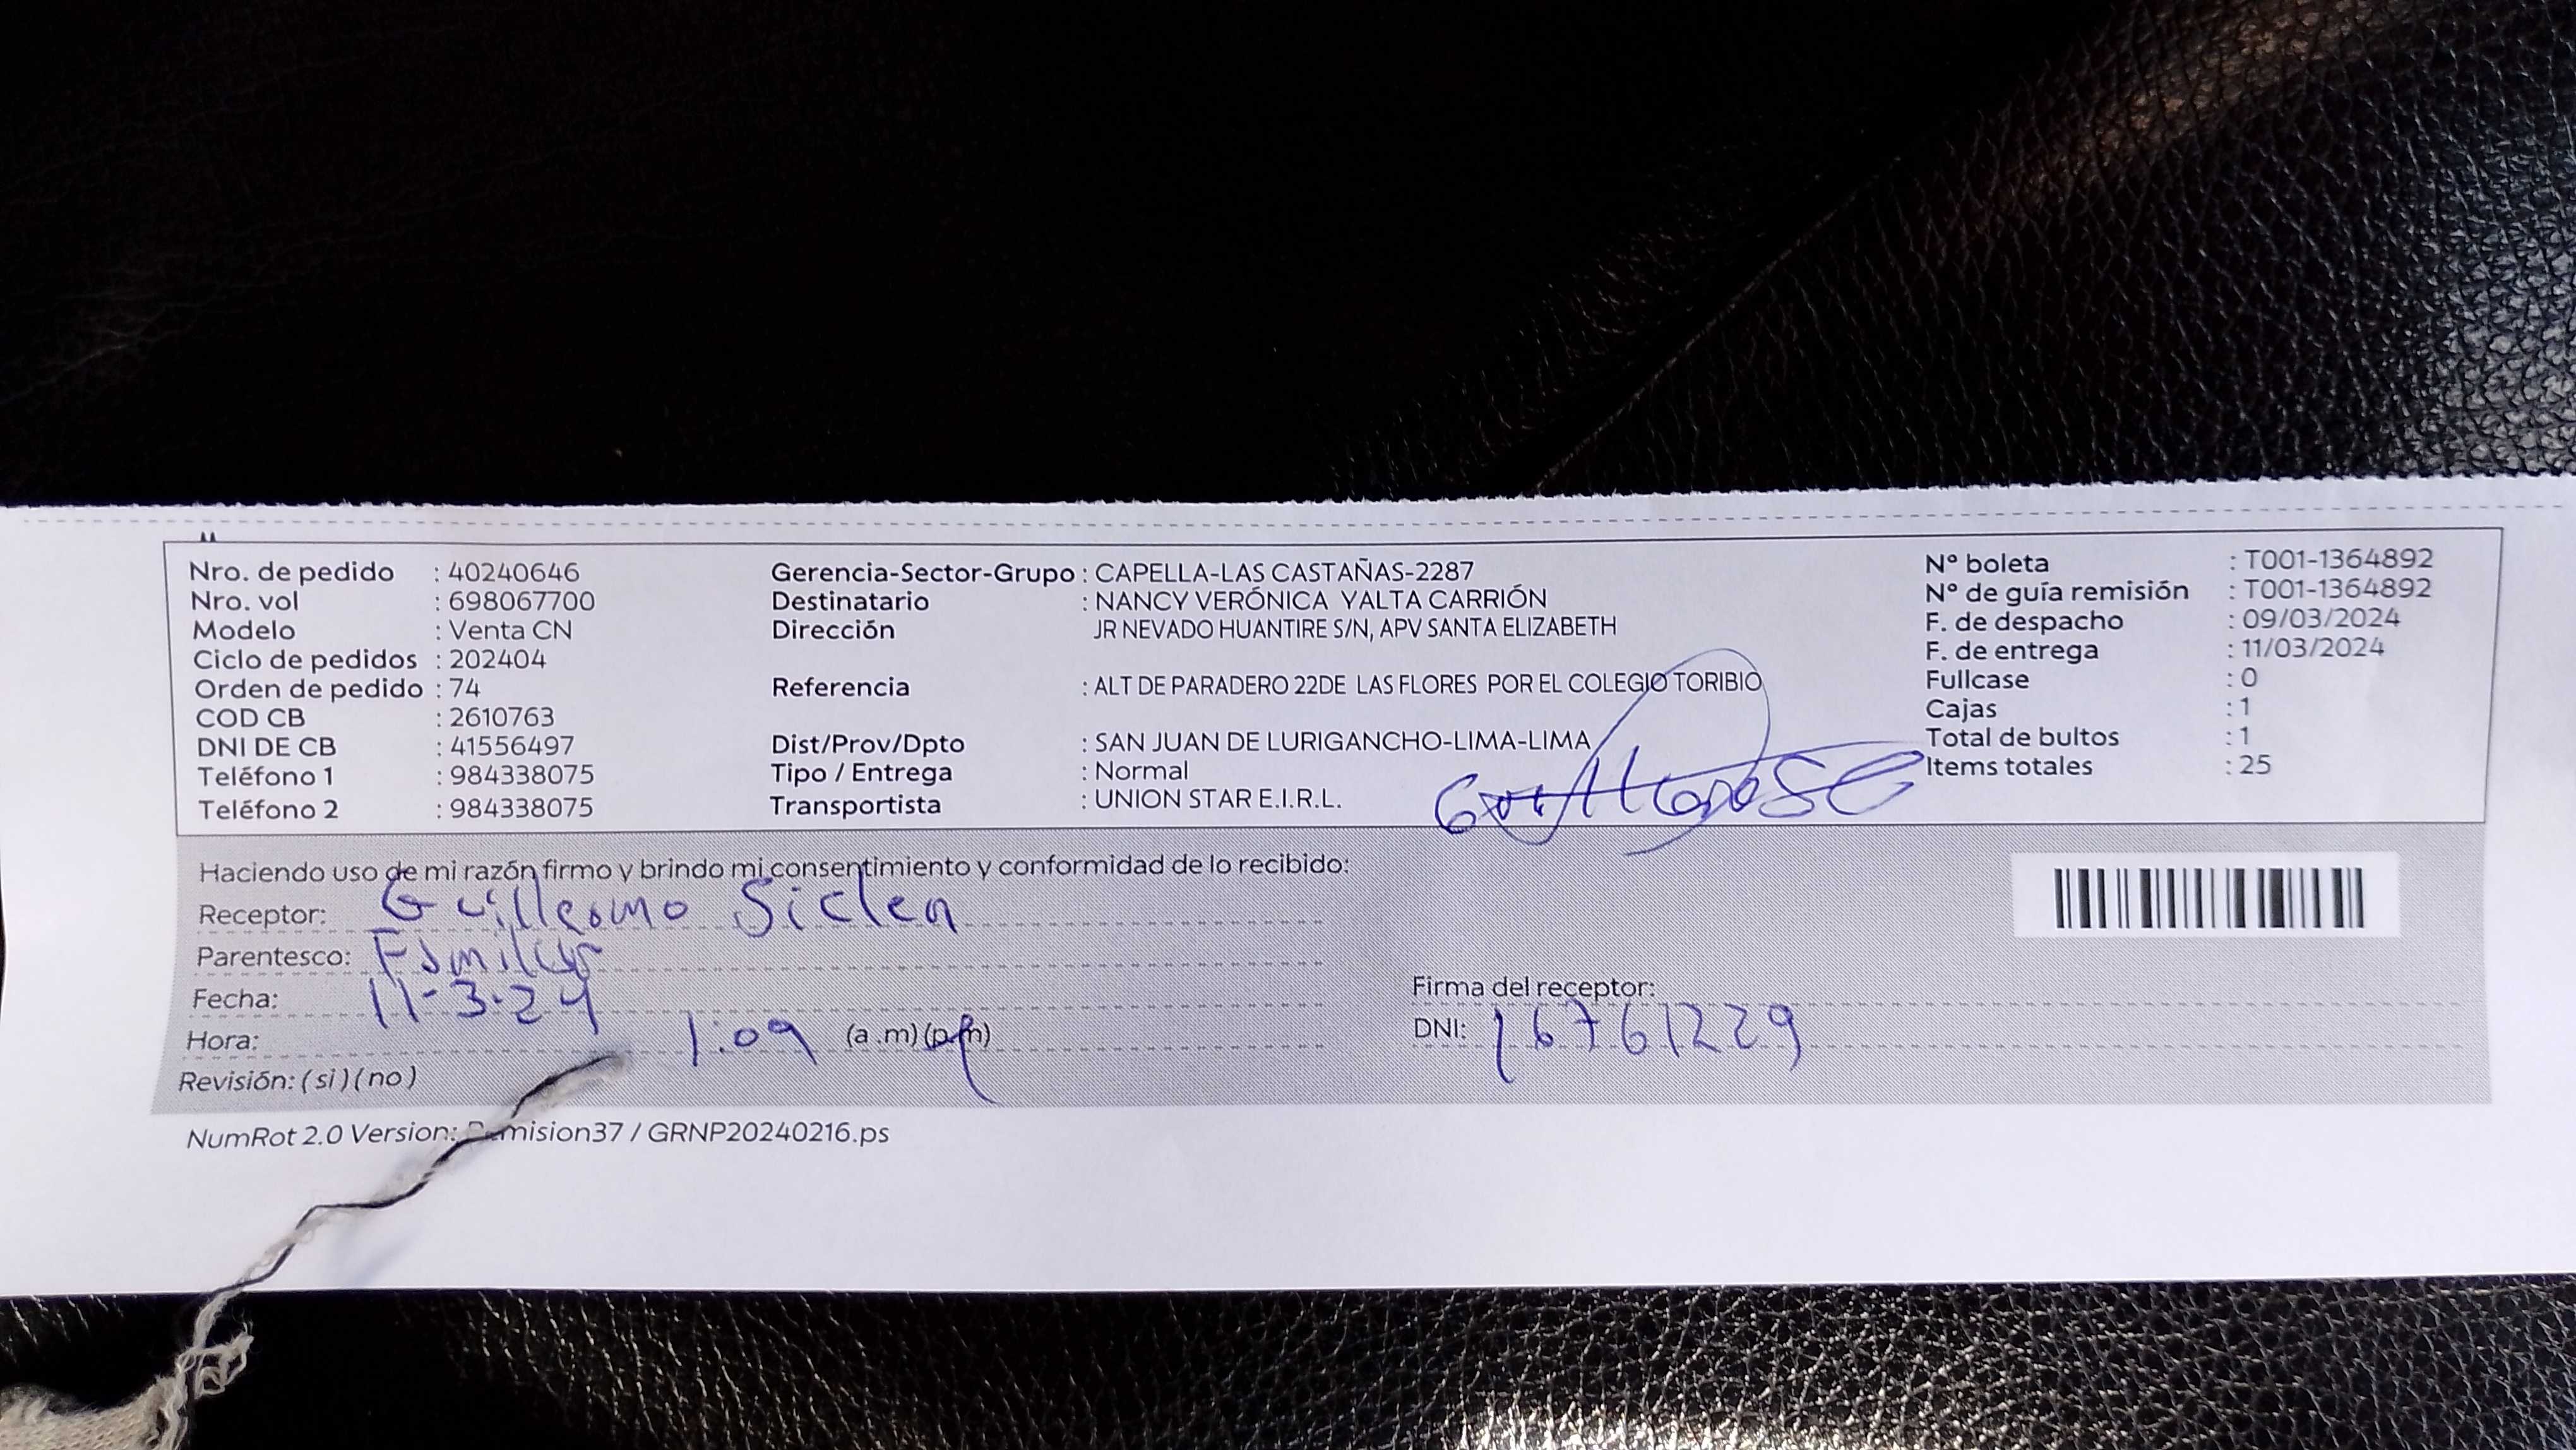 Nro. de pedido : 40240646
Nro. vol : 698067700
Modelo : Venta CN
Ciclo de pedidos : 202404
Orden de pedido : 74
COD CB : 2610763
DNI DE CB : 41556497
Teléfono 1 : 984338075
Teléfono 2 : 984338075
Gerencia-Sector-Grupo : CAPELLA-LAS CASTAÑAS-2287
Destinatario : NANCY VERÓNICA YALTA CARRIÓN
Dirección JR NEVADO HUANTIRE S/N, APV SANTA ELIZABETH
Referencia : ALT DE PARADERO 22DE LAS FLORES POR EL COLEGIO TORIBIO
Dist/Prov/Dpto : SAN JUAN DE LURIGANCHO-LIMA-LIMA
Tipo / Entrega : Normal
Transportista : UNION STAR E.I.R.L.
Nº boleta : T001-1364892
Nº de guía remisión : T001-1364892
F. de despacho : 09/03/2024
F. de entrega : 11/03/2024
Fullcase : 0
Cajas : 1
Total de bultos : 1
Items totales : 25
Haciendo uso de mi razón firmo y brindo mi consentimiento y conformidad de lo recibido:
Receptor: Guillermo Siclen
Parentesco: Familiar
Fecha: 11-3-24
Hora: 1:09 (a.m)(p.m)
Revisión: (si)(no)
Firma del receptor:
DNI: 16761229
NumRot 2.0 Version: Remision37 / GRNP20240216.ps